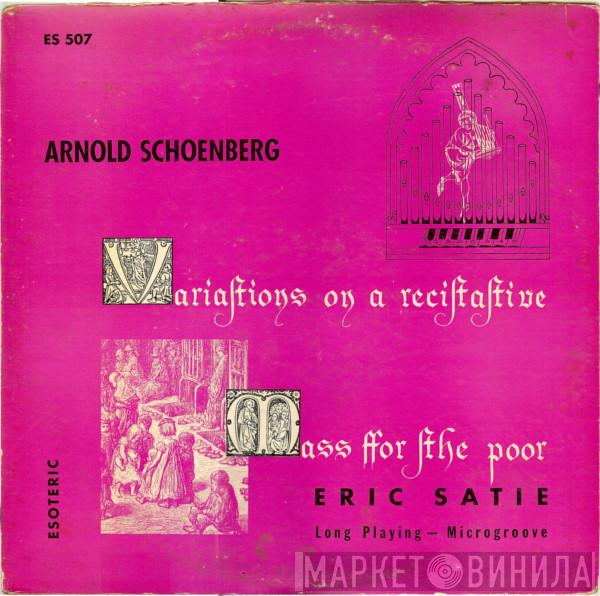 ES 507
ARNOLD SCHOENBERG
Variastions on a recistastive
Mass ffor sthe poor
ERIC SATIE
Long Playing — Microgroove
ESOTERIC
МАРКЕТ ВИНИЛА